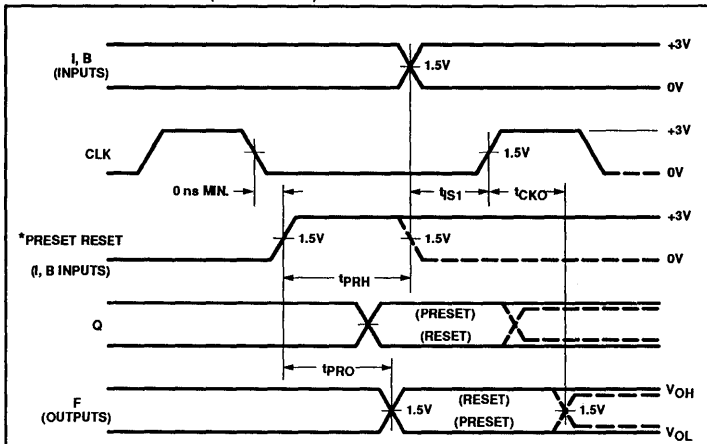 I, B
(INPUTS)
1.5V
+3V
0V
CLK
1.5V
+3V
0V
0 ns MIN.
tIS1
tCKO
*PRESET RESET
(I, B INPUTS)
1.5V
1.5V
+3V
0V
tPRH
Q
(PRESET)
(RESET)
tPRO
F
(OUTPUTS)
1.5V
(RESET)
(PRESET)
1.5V
VOH
VOL